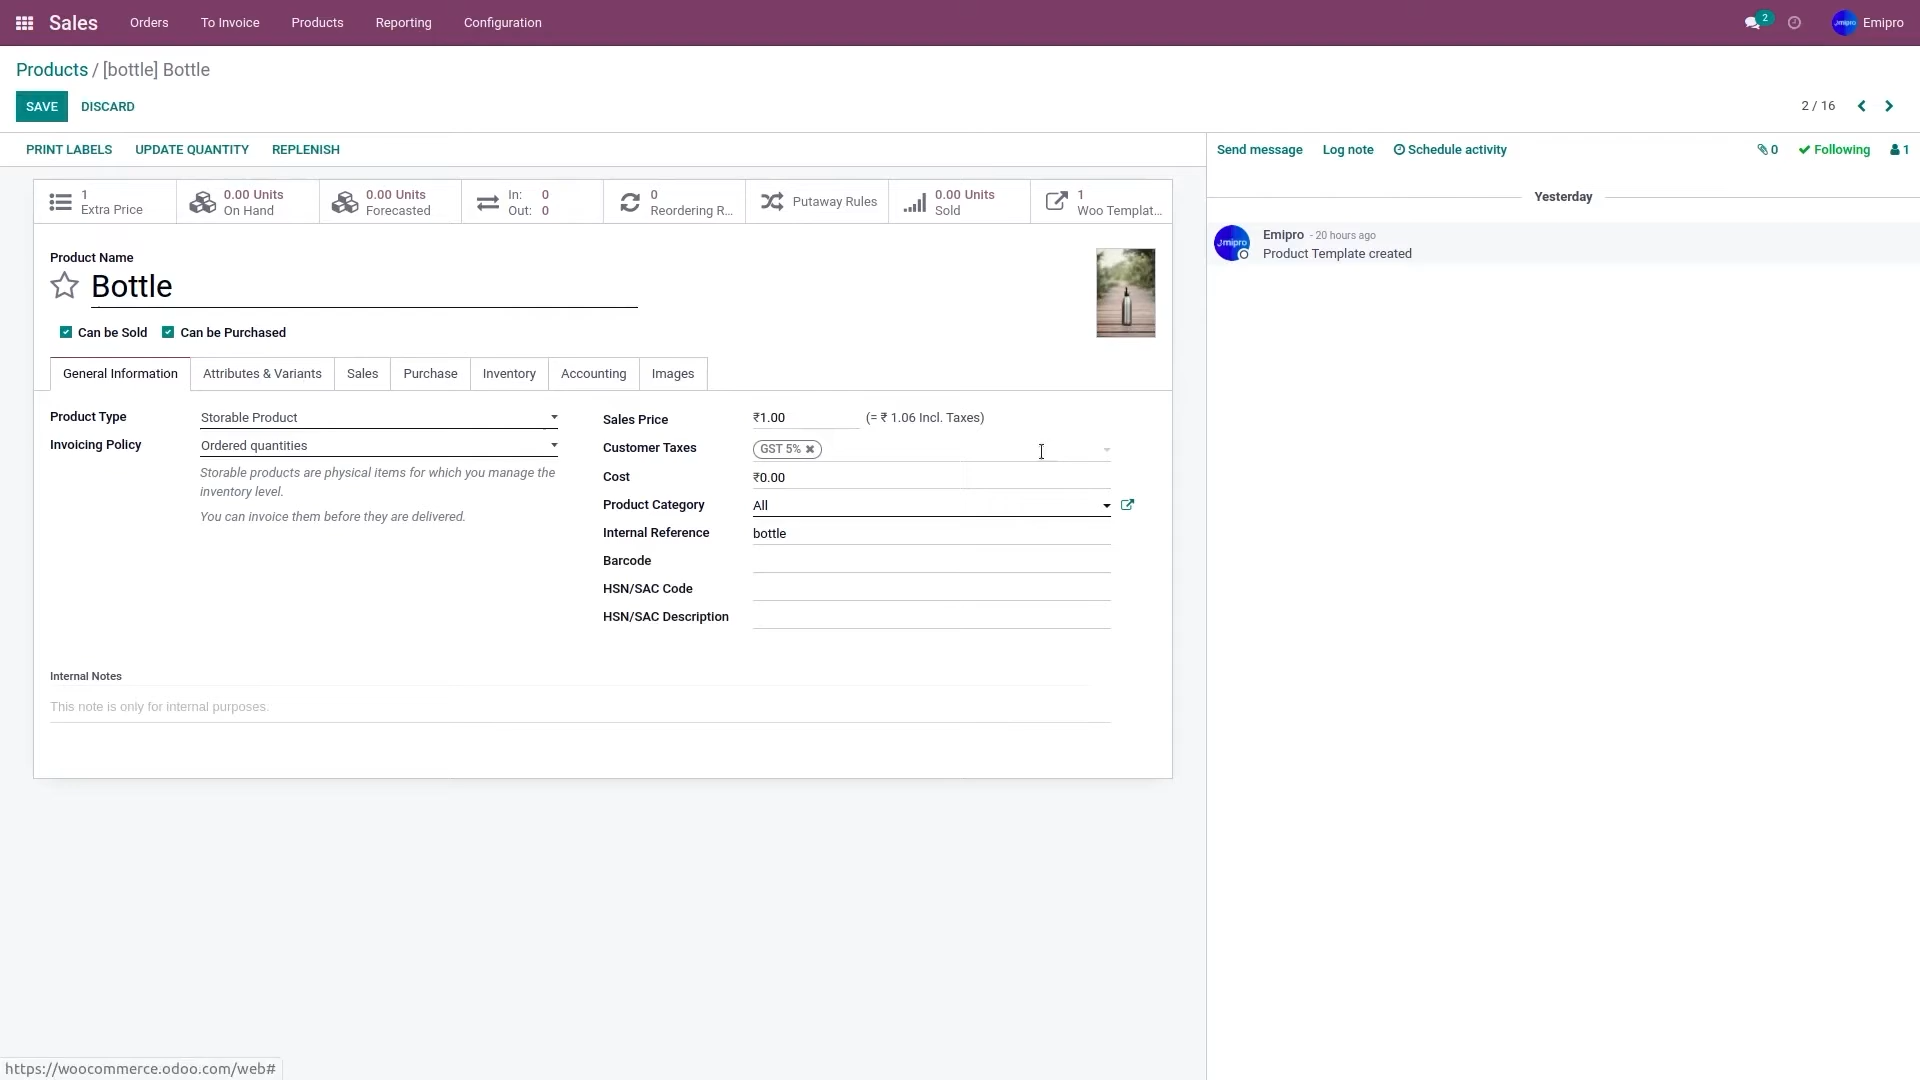 Sales Orders To Invoice Products Reporting Configuration 2 Emipro
Products / [bottle] Bottle
SAVE DISCARD 2 / 16
PRINT LABELS UPDATE QUANTITY REPLENISH
Send message Log note Schedule activity 0 Following 1
1 Extra Price
0.00 Units On Hand
0.00 Units Forecasted
In: 0
Out: 0
0 Reordering R...
Putaway Rules
0.00 Units Sold
1 Woo Templat...
Yesterday
Emipro - 20 hours ago
Product Template created
Product Name
Bottle
Can be Sold Can be Purchased
General Information Attributes & Variants Sales Purchase Inventory Accounting Images
Product Type Storable Product
Invoicing Policy Ordered quantities
Storable products are physical items for which you manage the
inventory level.
You can invoice them before they are delivered.
Sales Price ₹1.00 (= ₹ 1.06 Incl. Taxes)
Customer Taxes GST 5%
Cost ₹0.00
Product Category All
Internal Reference bottle
Barcode
HSN/SAC Code
HSN/SAC Description
Internal Notes
This note is only for internal purposes.
https://woocommerce.odoo.com/web#